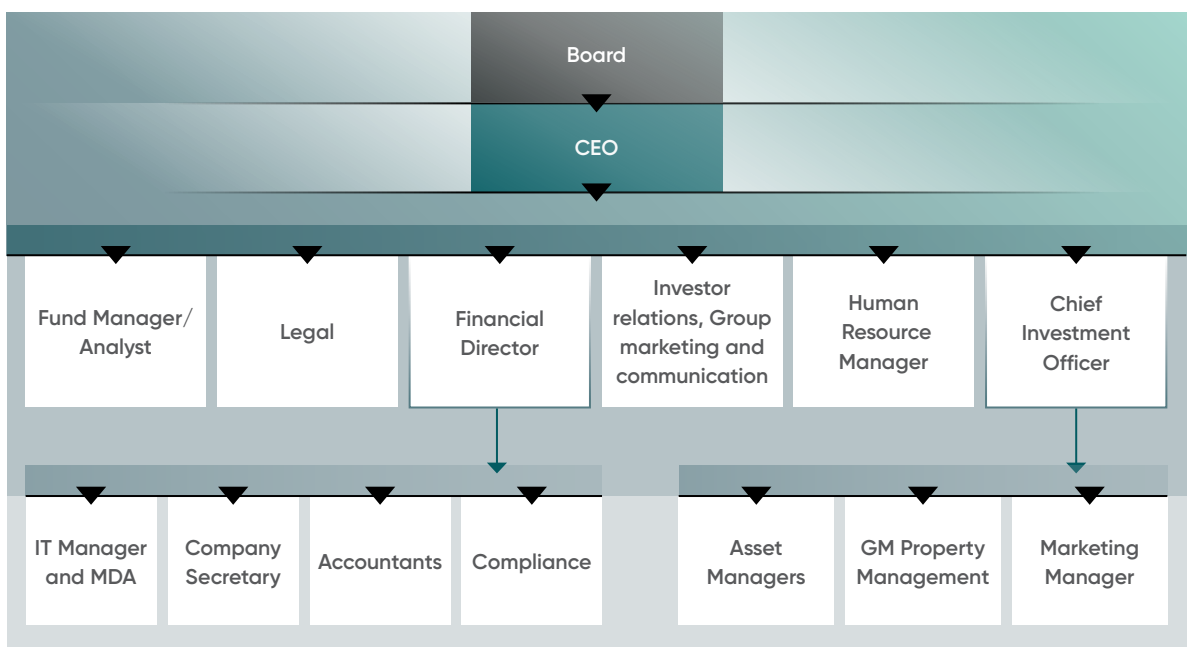 Board
CEO
Fund Manager/
Analyst
Legal
Financial
Director
Investor
relations, Group
marketing and
communication
Human
Resource
Manager
Chief
Investment
Officer
IT Manager
and MDA
Company
Secretary
Accountants
Compliance
Asset
Managers
GM Property
Management
Marketing
Manager